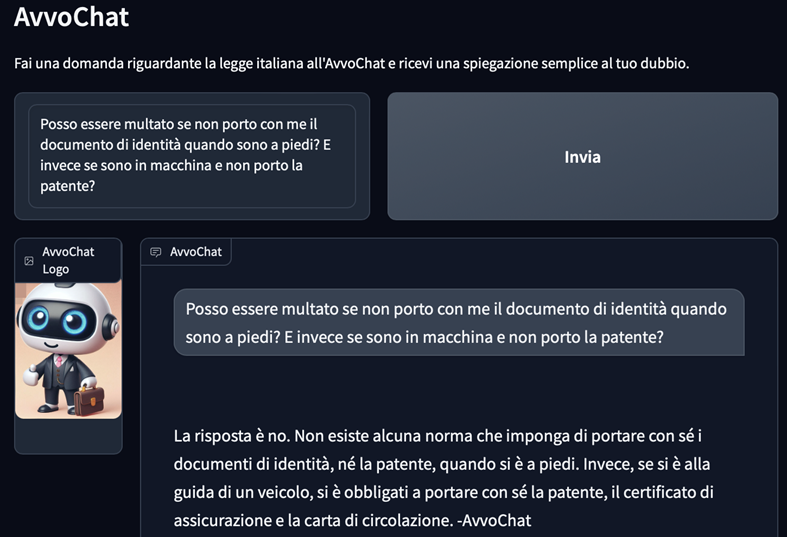 AvvoChat
Fai una domanda riguardante la legge italiana all'AvvoChat e ricevi una spiegazione semplice al tuo dubbio.
Posso essere multato se non porto con me il
documento di identità quando sono a piedi? E
invece se sono in macchina e non porto la
patente?
Invia
AvvoChat
Logo
AvvoChat
Posso essere multato se non porto con me il documento di identità quando
sono a piedi? E invece se sono in macchina e non porto la patente?
La risposta è no. Non esiste alcuna norma che imponga di portare con sé i
documenti di identità, né la patente, quando si è a piedi. Invece, se si è alla
guida di un veicolo, si è obbligati a portare con sé la patente, il certificato di
assicurazione e la carta di circolazione. -AvvoChat